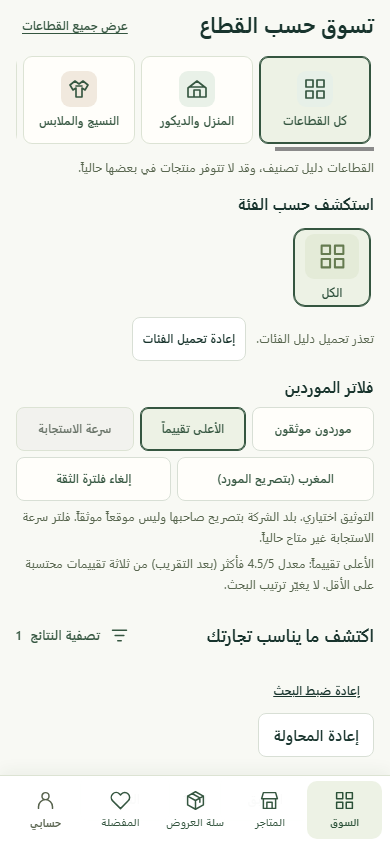 تسوق حسب القطاع
عرض جميع القطاعات
كل القطاعات
المنزل والديكور
النسيج والملابس
القطاعات دليل تصنيف، وقد لا تتوفر منتجات في بعضها حالياً.
استكشف حسب الفئة
الكل
تعذر تحميل دليل الفئات.
إعادة تحميل الفئات
فلاتر الموردين
موردون موثقون
الأعلى تقييماً
سرعة الاستجابة
المغرب (بتصريح المورد)
إلغاء فلترة الثقة
التوثيق اختياري. بلد الشركة بتصريح صاحبها وليس موقعاً موثقاً. فلتر سرعة
الاستجابة غير متاح حالياً.
الأعلى تقييماً: معدل 4.5/5 فأكثر (بعد التقريب) من ثلاثة تقييمات محتسبة
على الأقل. لا يغيّر ترتيب البحث.
اكتشف ما يناسب تجارتك
تصفية النتائج 1
إعادة ضبط البحث
إعادة المحاولة
السوق
المتاجر
سلة العروض
المفضلة
حسابي